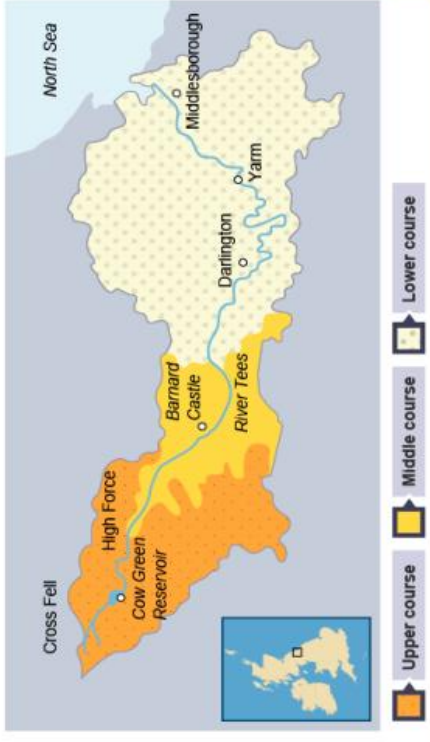 North Sea
Cross Fell
High Force
Cow Green
Reservoir
Barnard
Castle
River Tees
Darlington
Yarm
Middlesborough
Upper course
Middle course
Lower course